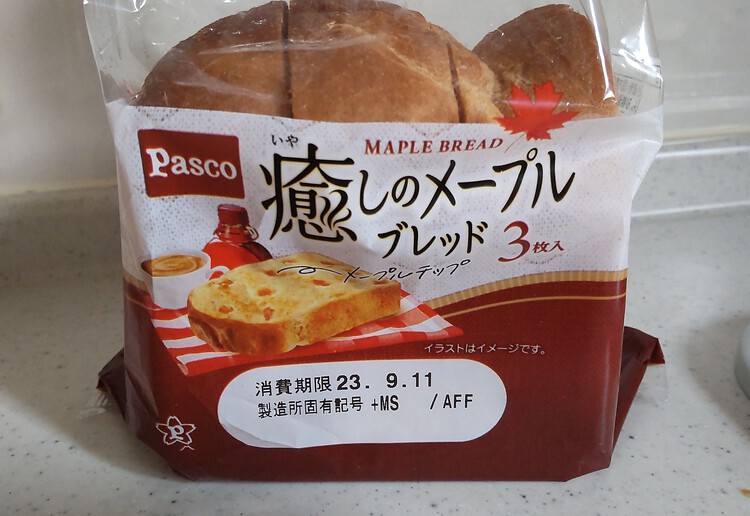 Pasco
MAPLE BREAD
いや
癒しのメープル
ブレッド 3枚入
メープルチップ
イラストはイメージです。
消費期限 23. 9.11
製造所固有記号 +MS /AFF
P